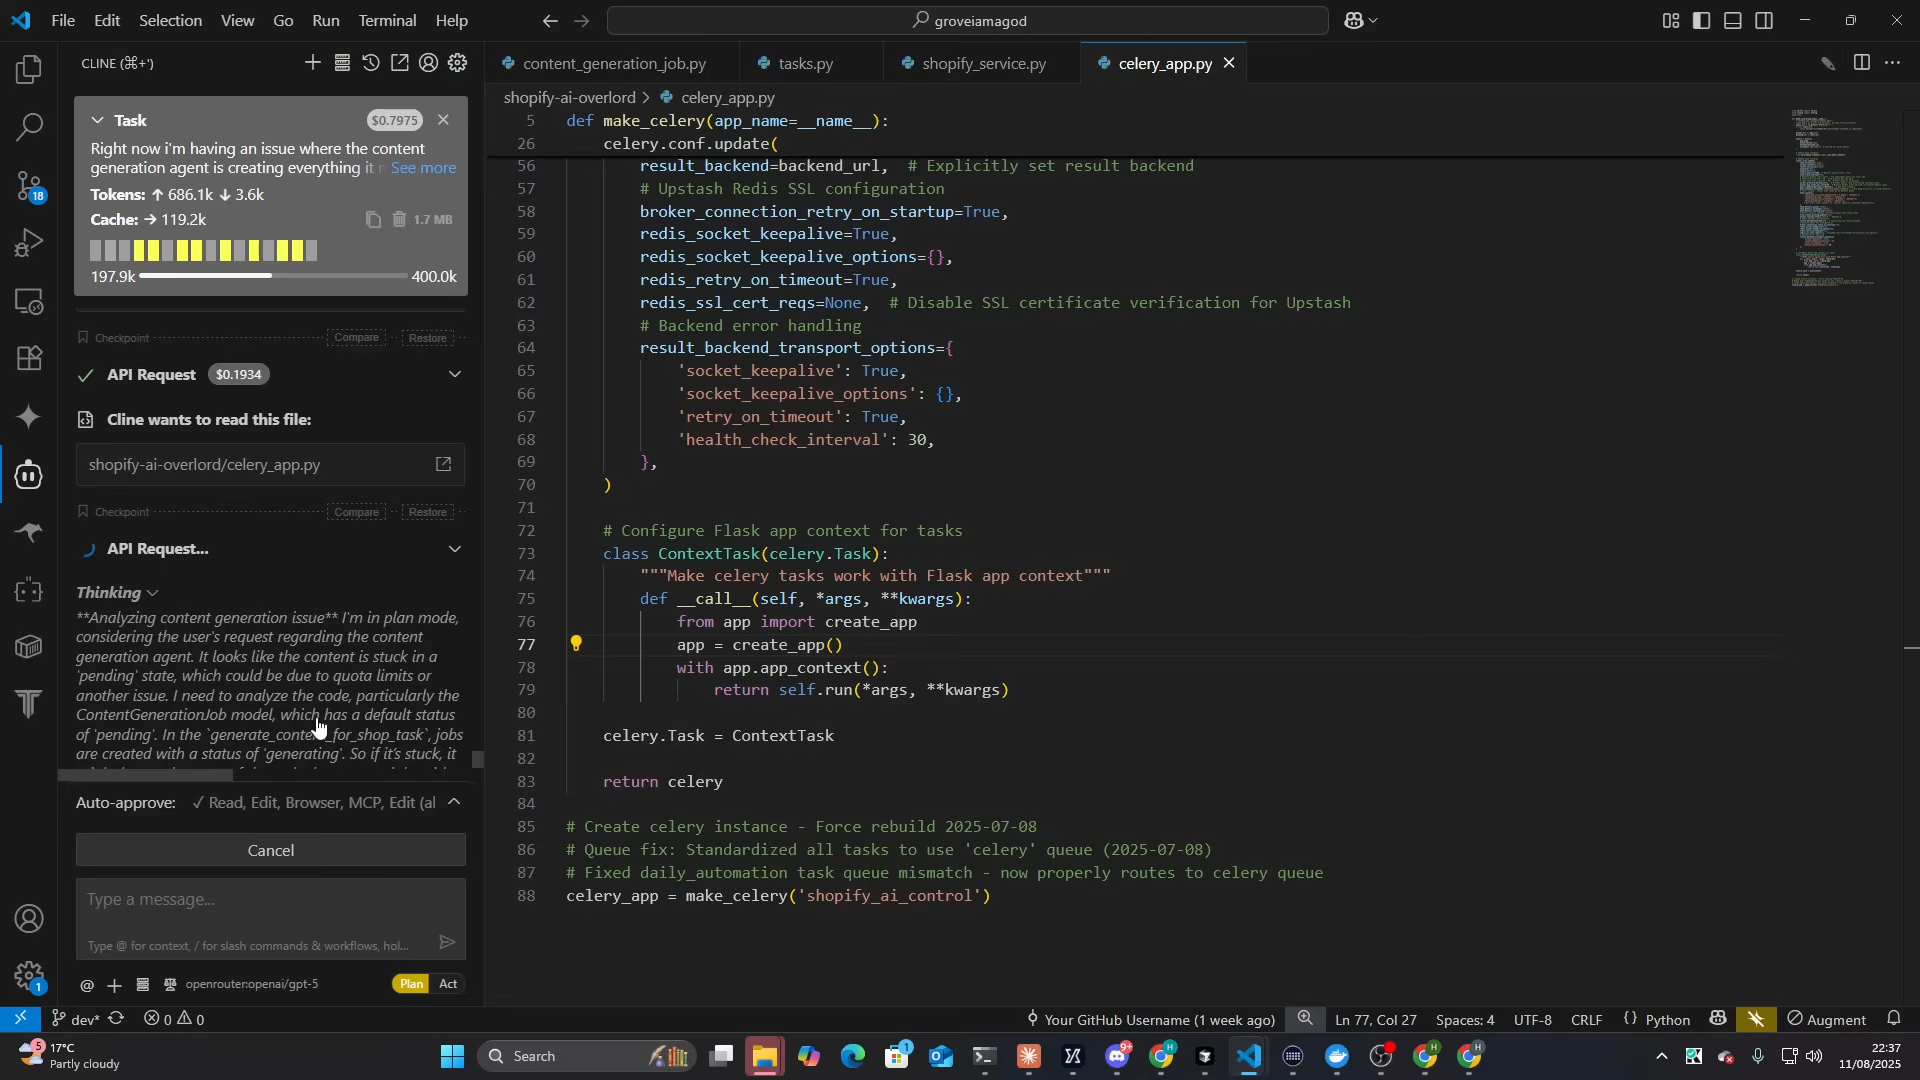 File Edit Selection View Go Run Terminal Help
groveiamagod
CLINE (⌘+')
content_generation_job.py
tasks.py
shopify_service.py
celery_app.py
shopify-ai-overlord > celery_app.py
Task
$0.7975
Right now i'm having an issue where the content
generation agent is creating everything it
See more
Tokens: ↑ 686.1k ↓ 3.6k
Cache: → 119.2k
1.7 MB
197.9k
400.0k
Checkpoint
Compare
Restore
API Request
$0.1934
Cline wants to read this file:
shopify-ai-overlord/celery_app.py
Checkpoint
Compare
Restore
API Request...
Thinking
**Analyzing content generation issue** I'm in plan mode,
considering the user's request regarding the content
generation agent. It looks like the content is stuck in a
'pending' state, which could be due to quota limits or
another issue. I need to analyze the code, particularly the
ContentGenerationJob model, which has a default status
of 'pending'. In the `generate_content_for_shop_task`, jobs
are created with a status of 'generating'. So if it's stuck, it
Auto-approve: ✓ Read, Edit, Browser, MCP, Edit (al
Cancel
Type a message...
Type @ for context, / for slash commands & workflows, hol...
@
openrouter:openai/gpt-5
Plan
Act
5 def make_celery(app_name=__name__):
26 celery.conf.update(
56 result_backend=backend_url, # Explicitly set result backend
57 # Upstash Redis SSL configuration
58 broker_connection_retry_on_startup=True,
59 redis_socket_keepalive=True,
60 redis_socket_keepalive_options={},
61 redis_retry_on_timeout=True,
62 redis_ssl_cert_reqs=None, # Disable SSL certificate verification for Upstash
63 # Backend error handling
64 result_backend_transport_options={
65 'socket_keepalive': True,
66 'socket_keepalive_options': {},
67 'retry_on_timeout': True,
68 'health_check_interval': 30,
69 },
70 )
71
72 # Configure Flask app context for tasks
73 class ContextTask(celery.Task):
74 """Make celery tasks work with Flask app context"""
75 def __call__(self, *args, **kwargs):
76 from app import create_app
77 app = create_app()
78 with app.app_context():
79 return self.run(*args, **kwargs)
80
81 celery.Task = ContextTask
82
83 return celery
84
85 # Create celery instance - Force rebuild 2025-07-08
86 # Queue fix: Standardized all tasks to use 'celery' queue (2025-07-08)
87 # Fixed daily_automation task queue mismatch - now properly routes to celery queue
88 celery_app = make_celery('shopify_ai_control')
18
1
dev* 0 0
Your GitHub Username (1 week ago)
Ln 77, Col 27
Spaces: 4
UTF-8
CRLF
{} Python
Augment
5
17°C
Partly cloudy
Search
1
9+
H
H
H
22:37
11/08/2025